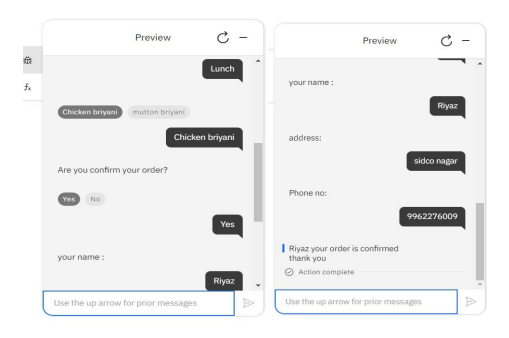 Preview
Lunch
Chicken briyani mutton briyani
Chicken briyani
Are you confirm your order?
Yes No
Yes
your name :
Riyaz
Use the up arrow for prior messages
fx
Preview
your name :
Riyaz
address:
sidco nagar
Phone no:
9962276009
Riyaz your order is confirmed
thank you
Action complete
Use the up arrow for prior messages